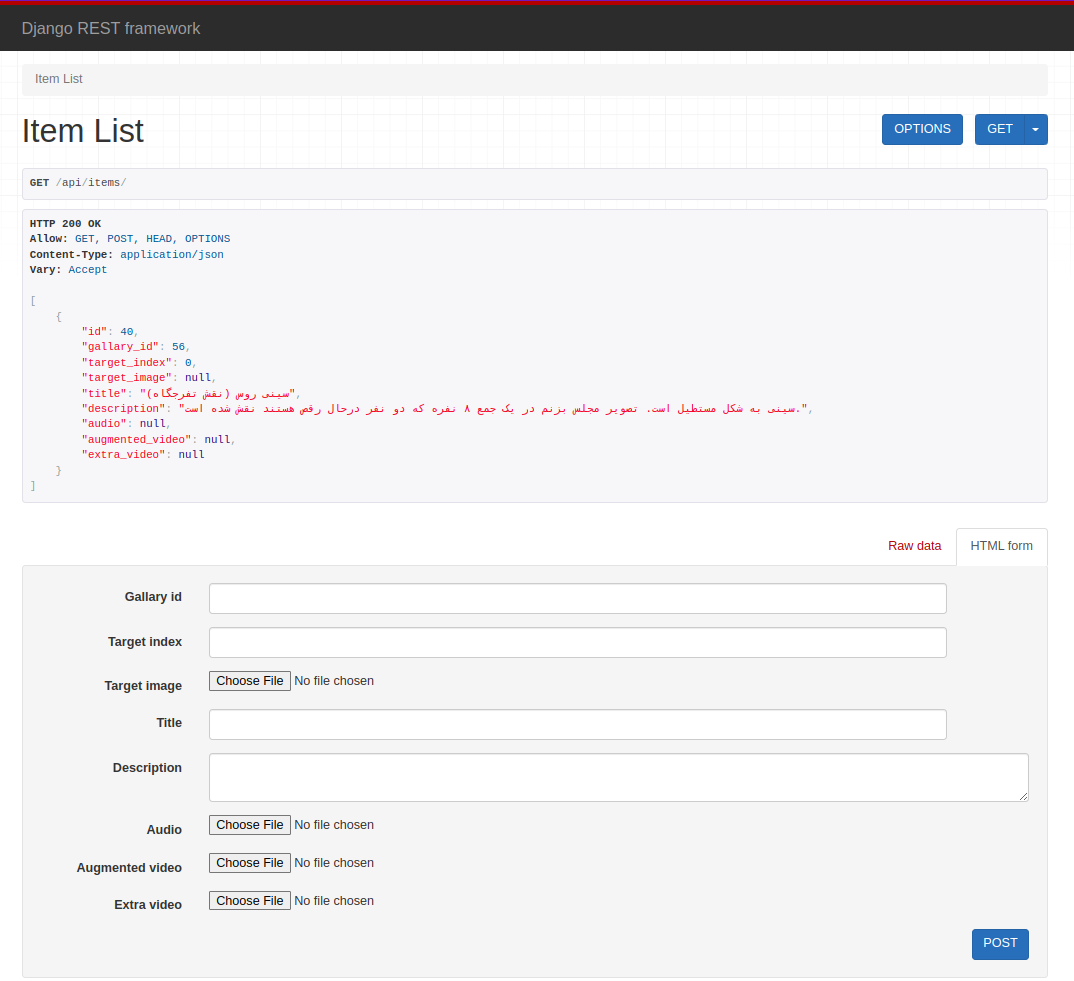 Django REST framework
Item List
Item List
OPTIONS
GET
GET /api/items/
HTTP 200 OK
Allow: GET, POST, HEAD, OPTIONS
Content-Type: application/json
Vary: Accept
[
{
"id": 40,
"gallary_id": 56,
"target_index": 0,
"target_image": null,
"title": "سینی روس (نقش تفرجگاه)",
"description": "سینی به شکل مستطیل است. تصویر مجلس بزنم در یک جمع ۸ نفره که دو نفر درحال رقص هستند نقش شده است.",
"audio": null,
"augmented_video": null,
"extra_video": null
}
]
Raw data
HTML form
Gallary id
Target index
Target image Choose File No file chosen
Title
Description
Audio Choose File No file chosen
Augmented video Choose File No file chosen
Extra video Choose File No file chosen
POST